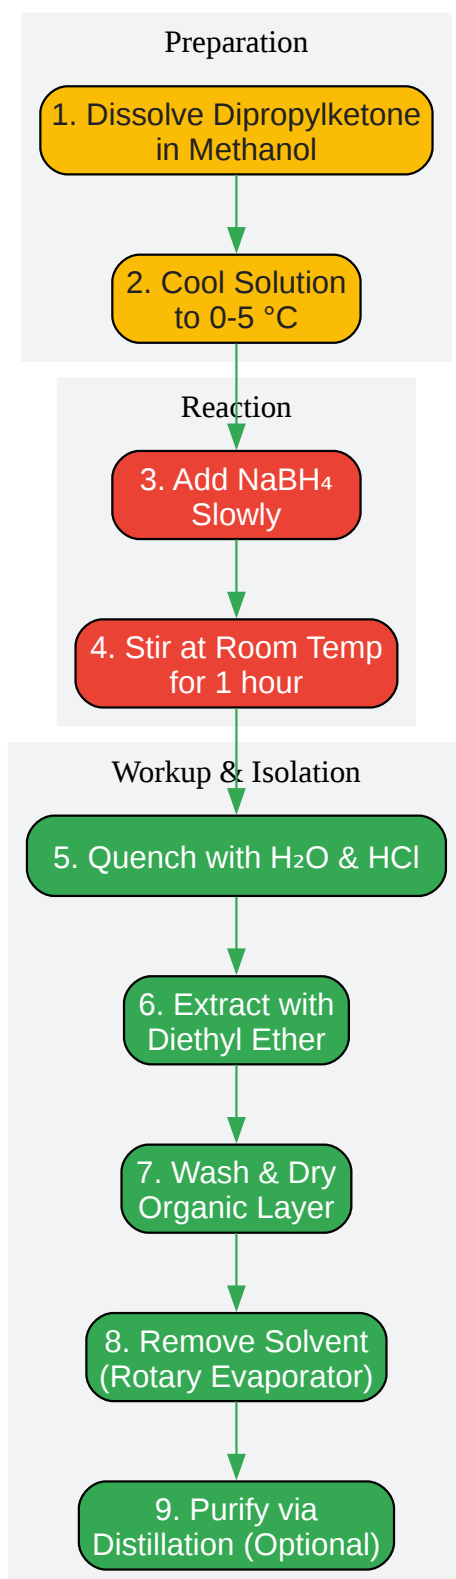 Preparation
1. Dissolve Dipropylketone
in Methanol
2. Cool Solution
to 0-5 °C
Reaction
3. Add NaBH₄
Slowly
4. Stir at Room Temp
for 1 hour
Workup & Isolation
5. Quench with H₂O & HCl
6. Extract with
Diethyl Ether
7. Wash & Dry
Organic Layer
8. Remove Solvent
(Rotary Evaporator)
9. Purify via
Distillation (Optional)